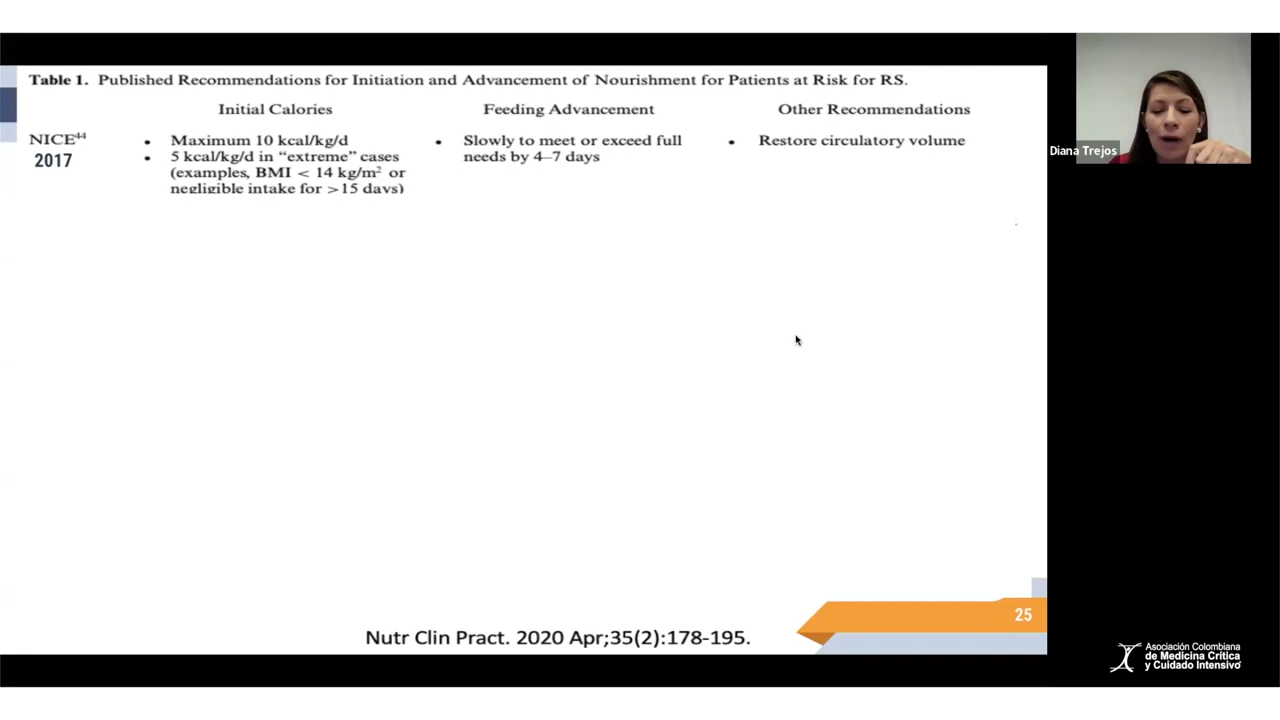 Table 1. Published Recommendations for Initiation and Advancement of Nourishment for Patients at Risk for RS.
Initial Calories Feeding Advancement Other Recommendations
NICE44 • Maximum 10 kcal/kg/d • Slowly to meet or exceed full • Restore circulatory volume
2017 • 5 kcal/kg/d in “extreme” cases needs by 4–7 days
(examples, BMI < 14 kg/m2 or
negligible intake for >15 days)
Diana Trejos
25
Nutr Clin Pract. 2020 Apr;35(2):178-195.
Asociación Colombiana
de Medicina Crítica
y Cuidado Intensivo